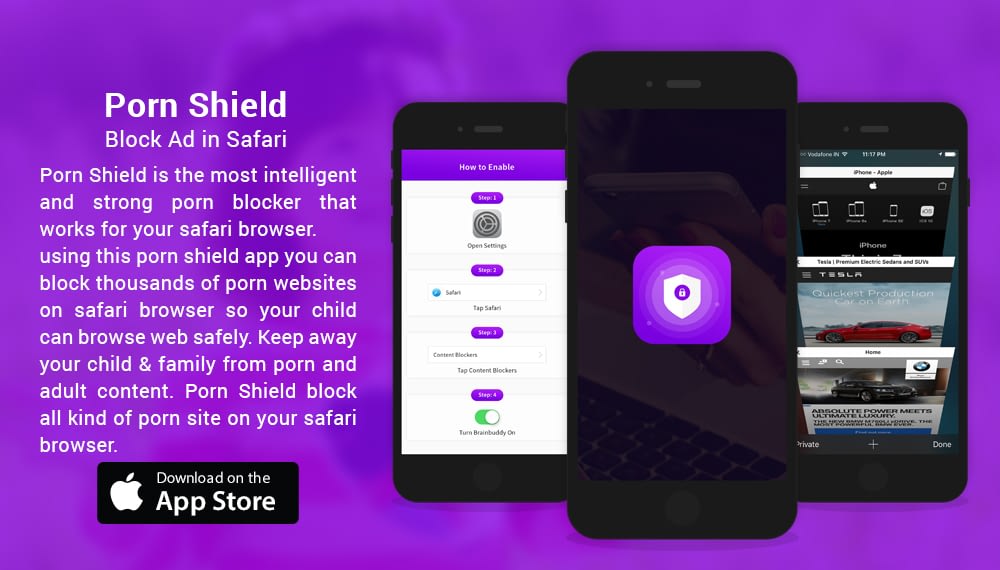 Porn Shield
Block Ad in Safari
Porn Shield is the most intelligent
and strong porn blocker that
works for your safari browser.
using this porn shield app you can
block thousands of porn websites
on safari browser so your child
can browse web safely. Keep away
your child & family from porn and
adult content. Porn Shield block
all kind of porn site on your safari
browser.
Download on the
App Store
How to Enable
Step: 1
Open Settings
Step: 2
Safari
Tap Safari
Step: 3
Content Blockers
Tap Content Blockers
Step: 4
Turn Brainbuddy On
Vodafone IN
11:17 PM
iPhone - Apple
iPhone
Tesla | Premium Electric Sedans and SUVs
TESLA
Quickest Production
Car on Earth
Home
ABSOLUTE POWER MEETS
ULTIMATE LUXURY.
Private
Done